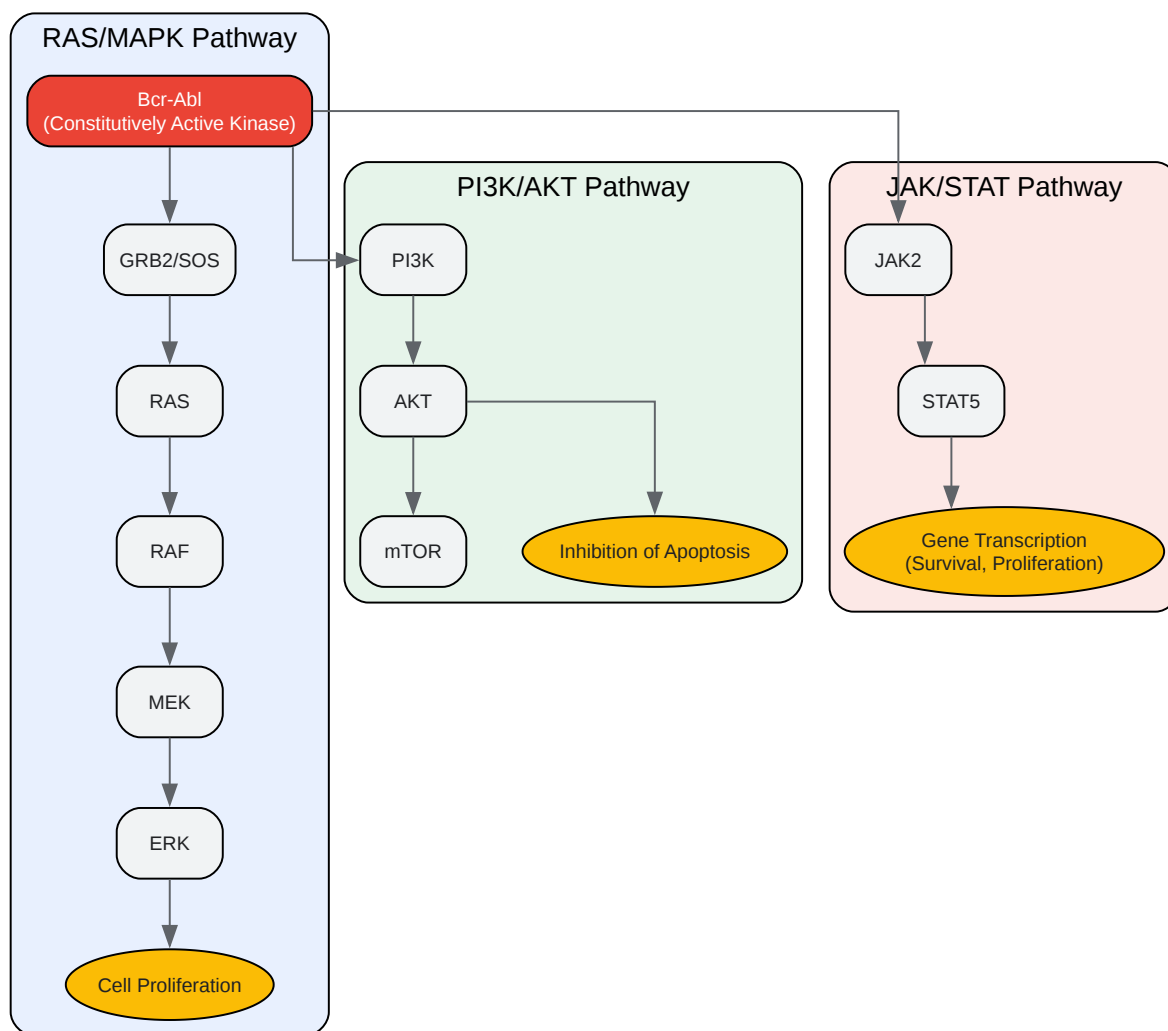 RAS/MAPK Pathway
Bcr-Abl
(Constitutively Active Kinase)
GRB2/SOS
RAS
RAF
MEK
ERK
Cell Proliferation
PI3K/AKT Pathway
PI3K
AKT
mTOR
Inhibition of Apoptosis
JAK/STAT Pathway
JAK2
STAT5
Gene Transcription
(Survival, Proliferation)